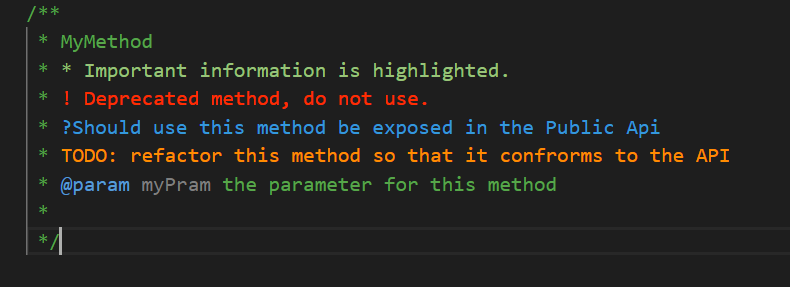 /**
* MyMethod
* * Important information is highlighted.
* ! Deprecated method, do not use.
* ?Should use this method be exposed in the Public Api
* TODO: refactor this method so that it confrorms to the API
* @param myPram the parameter for this method
*
*/